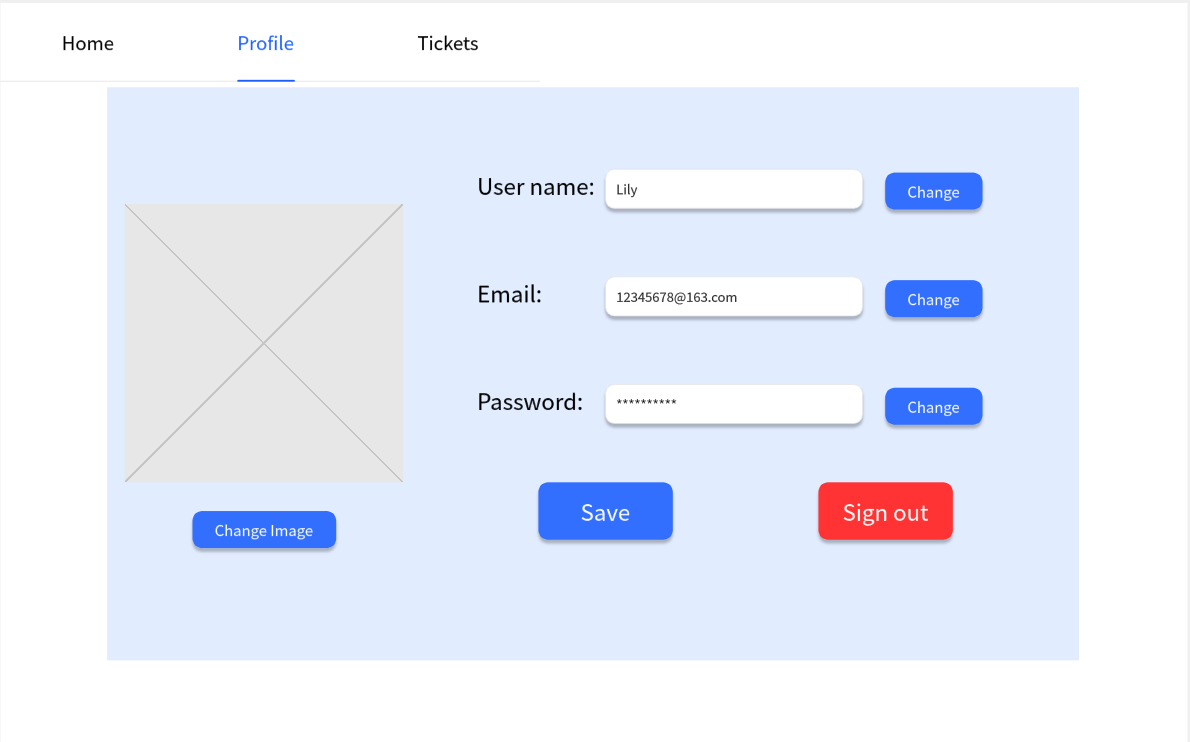 Home Profile Tickets
User name: Lily Change
Email: 12345678@163.com Change
Password: ********** Change
Save Sign out
Change Image